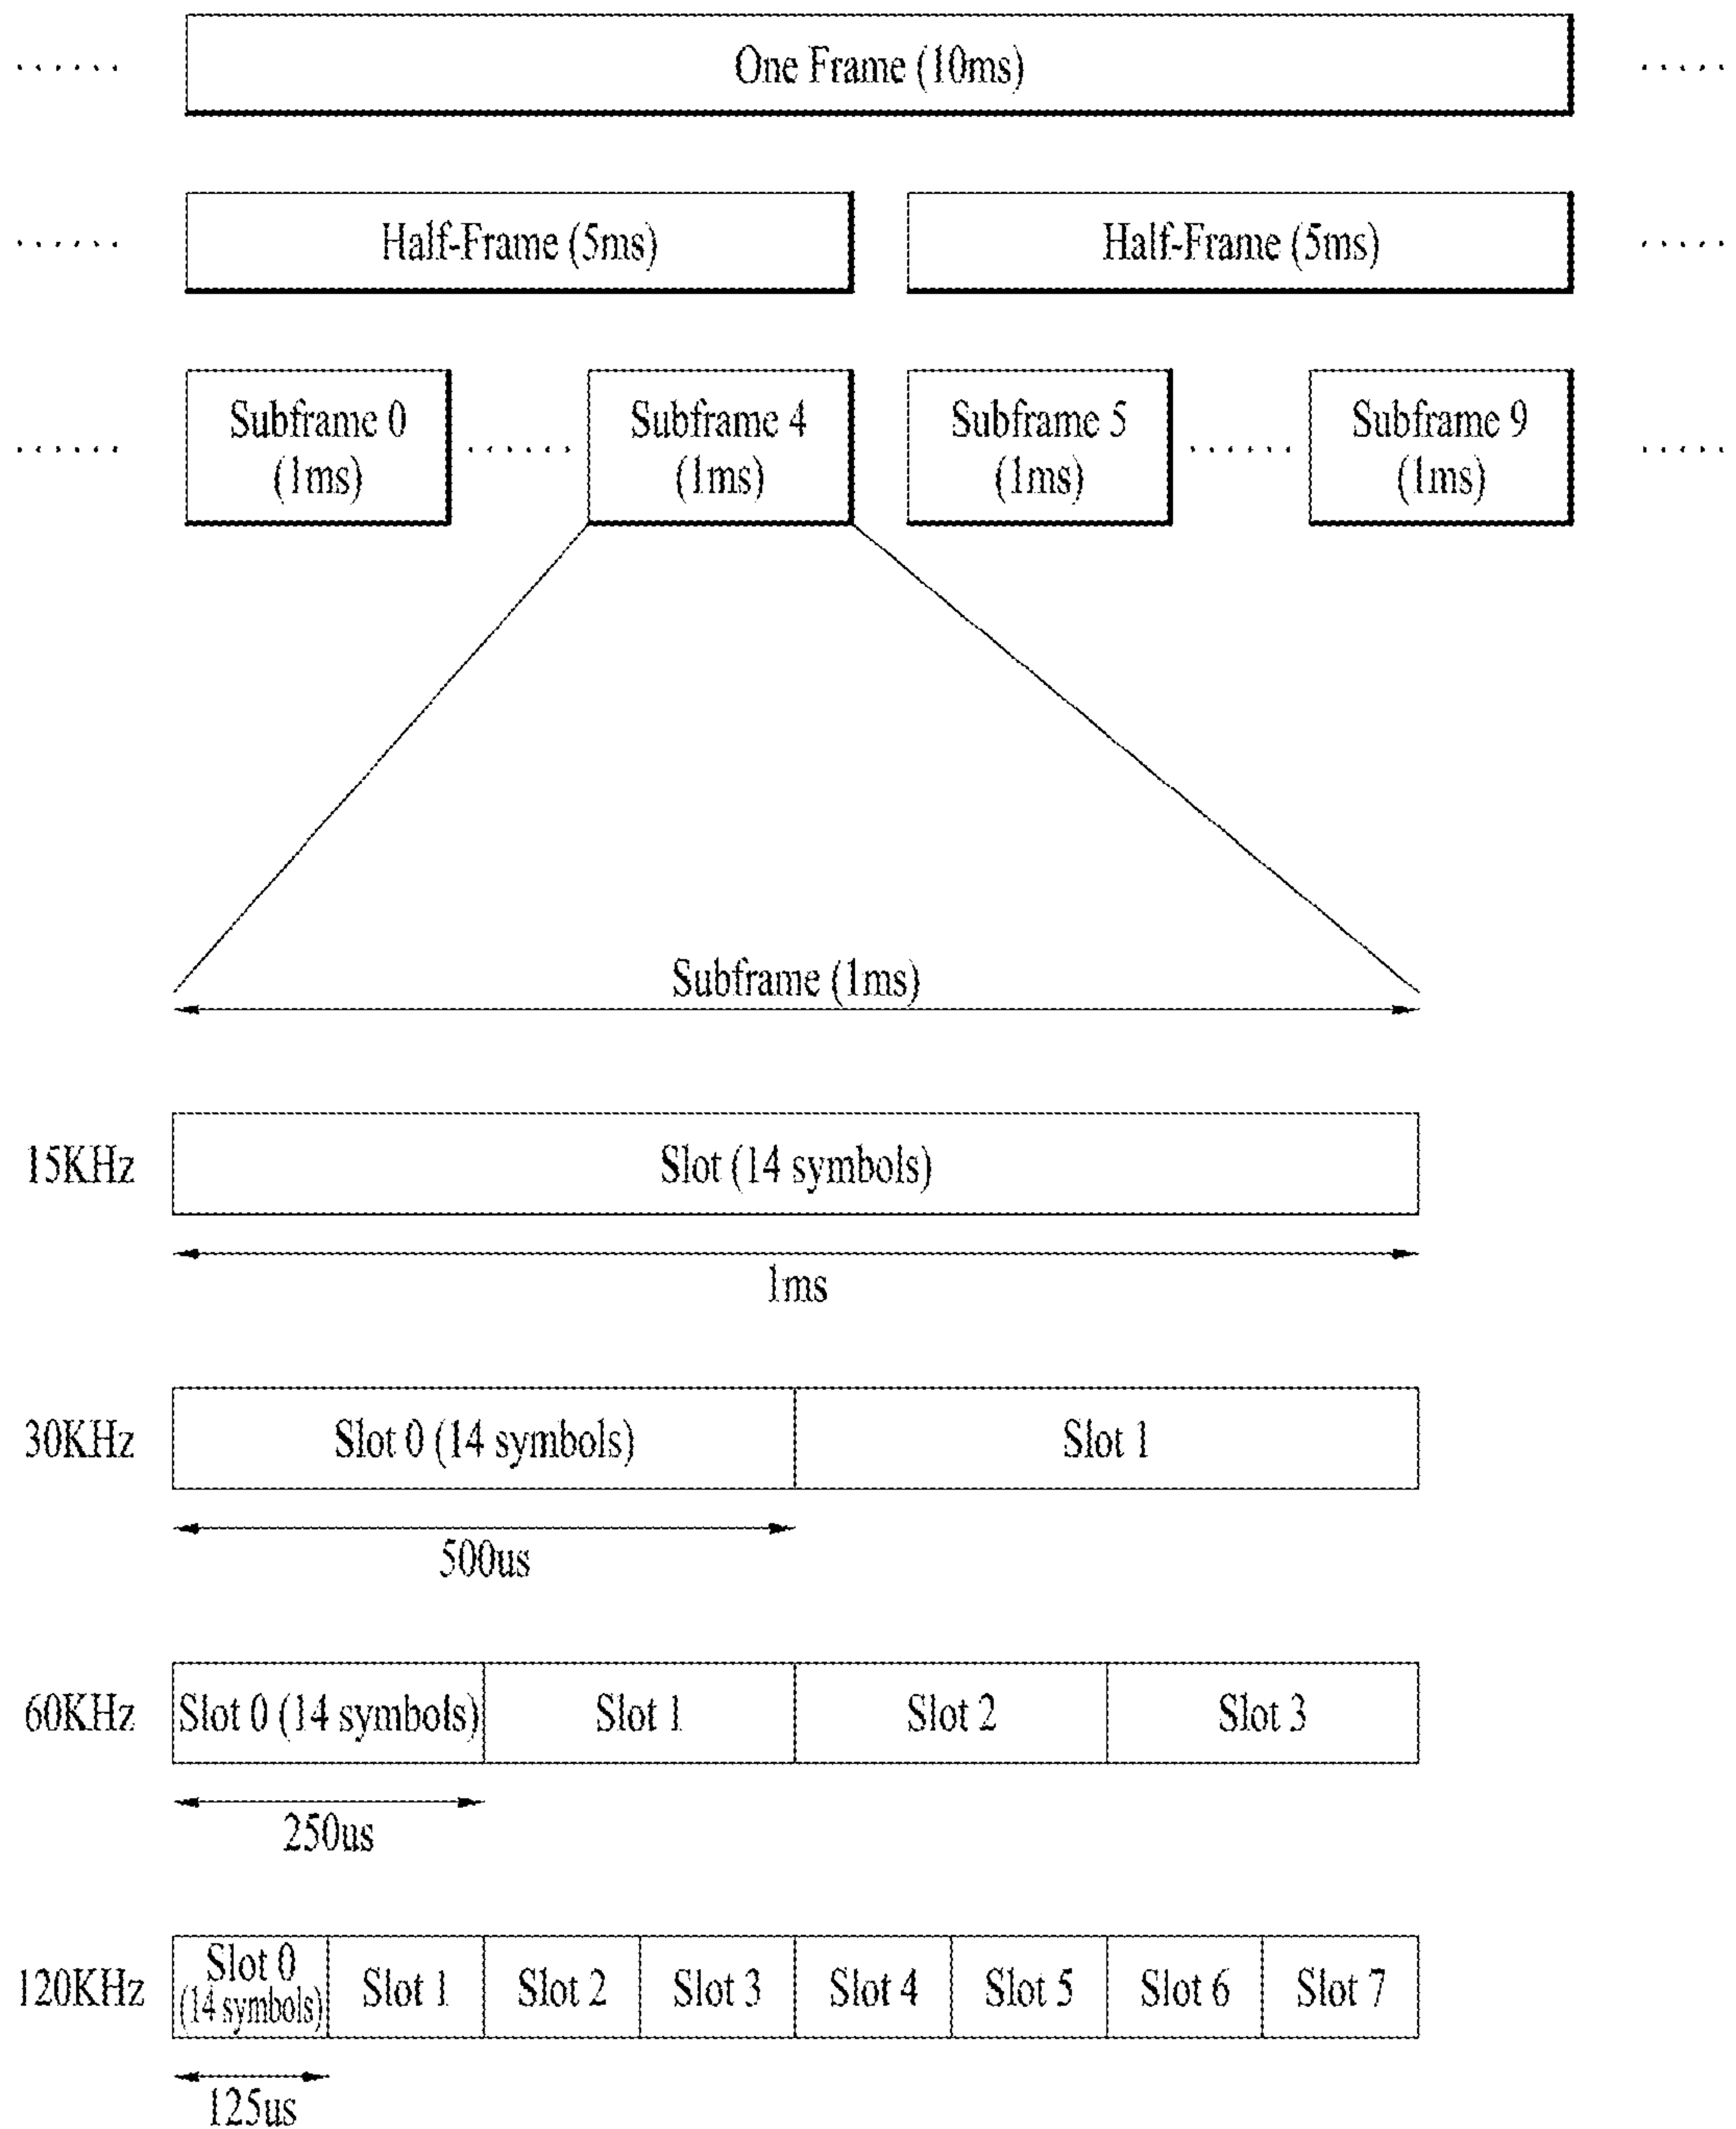 One Frame (10ms)
Half-Frame (5ms) Half-Frame (5ms)
Subframe 0 (1ms)
Subframe 4 (1ms)
Subframe 5 (1ms)
Subframe 9 (1ms)
Subframe (1ms)
15KHz Slot (14 symbols)
1ms
30KHz Slot 0 (14 symbols) Slot 1
500us
60KHz Slot 0 (14 symbols) Slot 1 Slot 2 Slot 3
250us
120KHz Slot 0 (14 symbols) Slot 1 Slot 2 Slot 3 Slot 4 Slot 5 Slot 6 Slot 7
125us